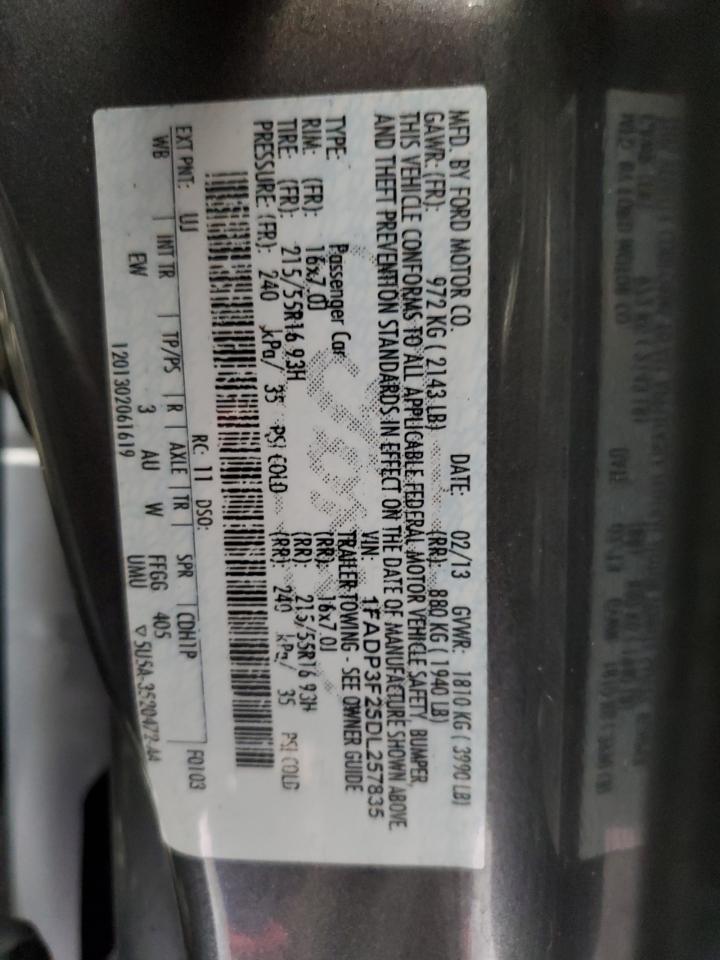 MFD. BY FORD MOTOR CO. DATE: 02/13 GVWR: 1810 KG ( 3990 LB)
GAWR: (FR): 972 KG ( 2143 LB) (RR): 880 KG ( 1940 LB)
THIS VEHICLE CONFORMS TO ALL APPLICABLE FEDERAL MOTOR VEHICLE SAFETY, BUMPER,
AND THEFT PREVENTION STANDARDS IN EFFECT ON THE DATE OF MANUFACTURE SHOWN ABOVE.
VIN: 1FADP3F25DL257835
TYPE: Passenger Car TRAILER TOWING - SEE OWNER GUIDE
RIM: (FR): 16x7.0J (RR): 16x7.0J
TIRE: (FR): 215/55R16 93H (RR): 215/55R16 93H
PRESSURE: (FR): 240 kPa/ 35 PSI COLD (RR): 240 kPa/ 35 PSI COLD
F0103
RC: 11 DSO: CDH1P
EXT PNT: UJ
WB | INT TR | TP/PS | R | AXLE | TR | SPR
EW 3 AU W FFGG 405
UMU ▽5U5A-3520472-AA
1201302061619